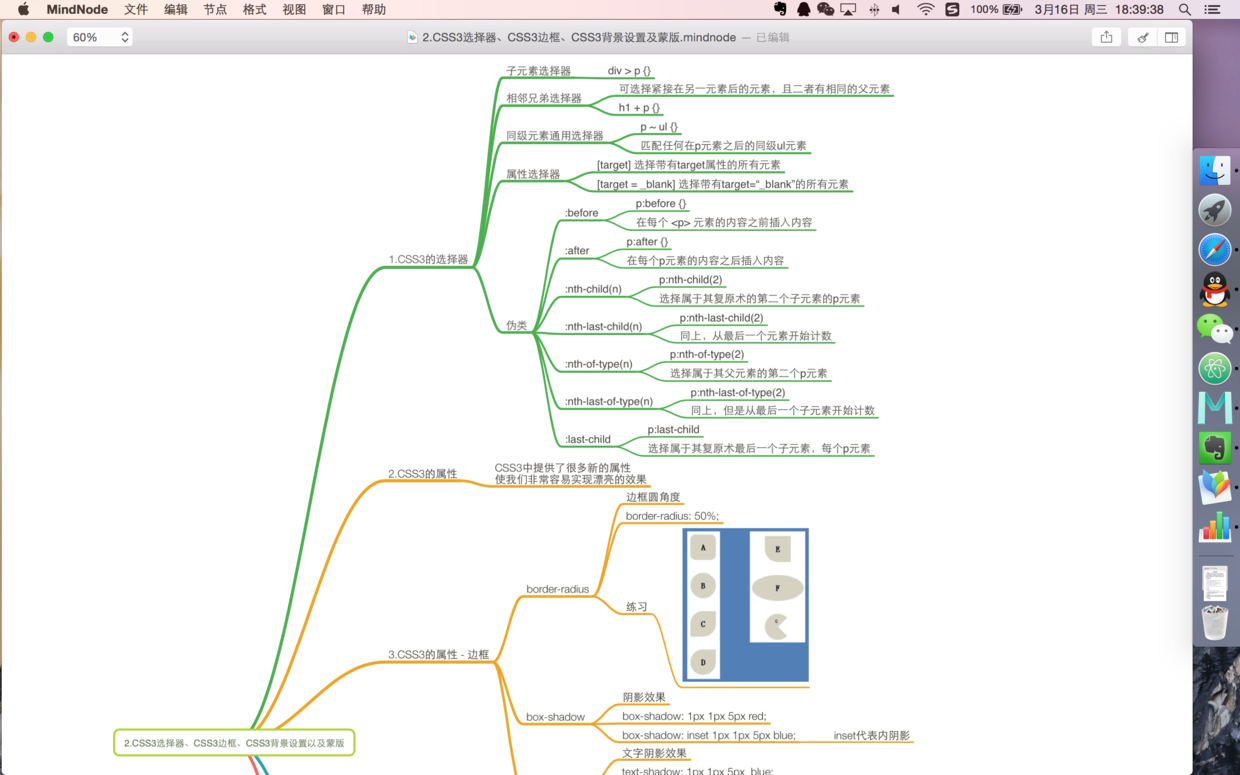 MindNode 文件 编辑 节点 格式 视图 窗口 帮助 100% 3月16日 周三 18:39:38
60% 2.CSS3选择器、CSS3边框、CSS3背景设置及蒙版.mindnode — 已编辑
子元素选择器 div > p {}
相邻兄弟选择器
可选择紧接在另一元素后的元素，且二者有相同的父元素
h1 + p {}
同级元素通用选择器
p ~ ul {}
匹配任何在p元素之后的同级ul元素
属性选择器
[target] 选择带有target属性的所有元素
[target = _blank] 选择带有target=“_blank”的所有元素
1.CSS3的选择器
伪类
:before
p:before {}
在每个 <p> 元素的内容之前插入内容
:after
p:after {}
在每个p元素的内容之后插入内容
:nth-child(n)
p:nth-child(2)
选择属于其复原术的第二个子元素的p元素
:nth-last-child(n)
p:nth-last-child(2)
同上，从最后一个元素开始计数
:nth-of-type(n)
p:nth-of-type(2)
选择属于其父元素的第二个p元素
:nth-last-of-type(n)
p:nth-last-of-type(2)
同上，但是从最后一个子元素开始计数
:last-child
p:last-child
选择属于其复原术最后一个子元素，每个p元素
2.CSS3的属性
CSS3中提供了很多新的属性
使我们非常容易实现漂亮的效果
3.CSS3的属性 - 边框
border-radius
边框圆角度
border-radius: 50%;
练习
A
B
C
D
E
F
G
box-shadow
阴影效果
box-shadow: 1px 1px 5px red;
box-shadow: inset 1px 1px 5px blue; inset代表内阴影
文字阴影效果
text-shadow: 1px 1px 5px blue;
2.CSS3选择器、CSS3边框、CSS3背景设置以及蒙版